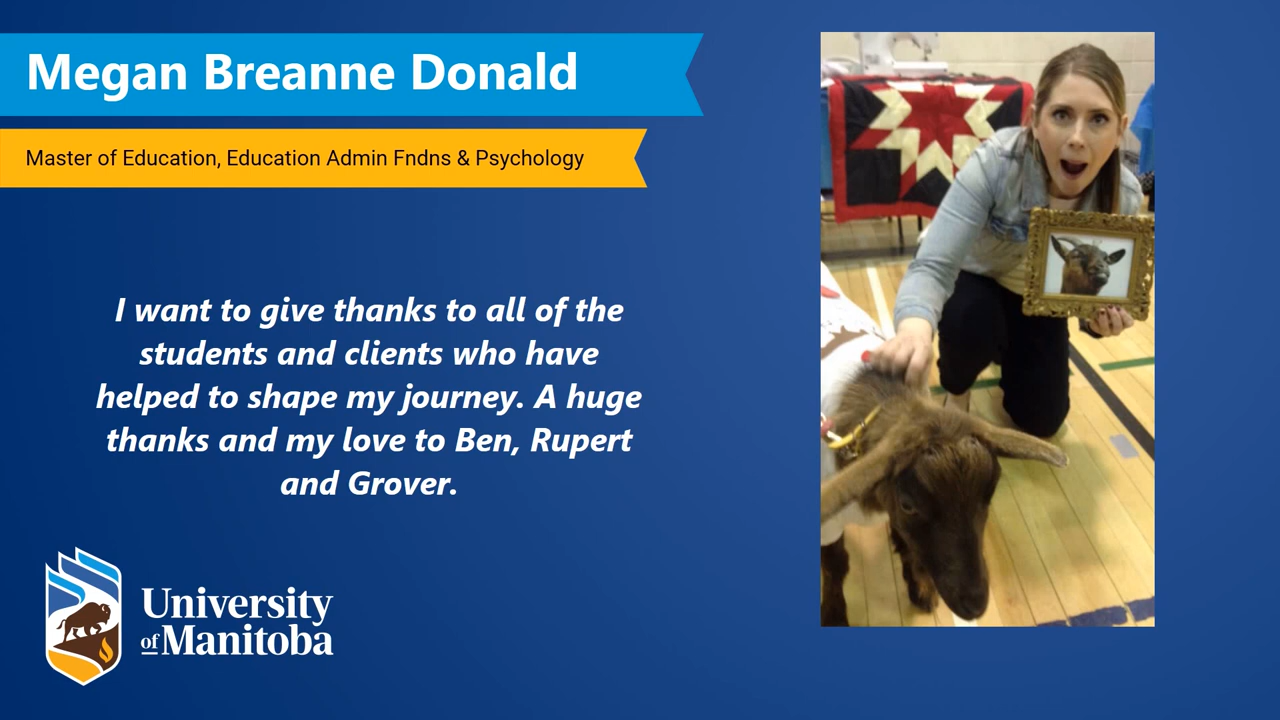 Megan Breanne Donald
Master of Education, Education Admin Fndns & Psychology
I want to give thanks to all of the
students and clients who have
helped to shape my journey. A huge
thanks and my love to Ben, Rupert
and Grover.
University
of Manitoba